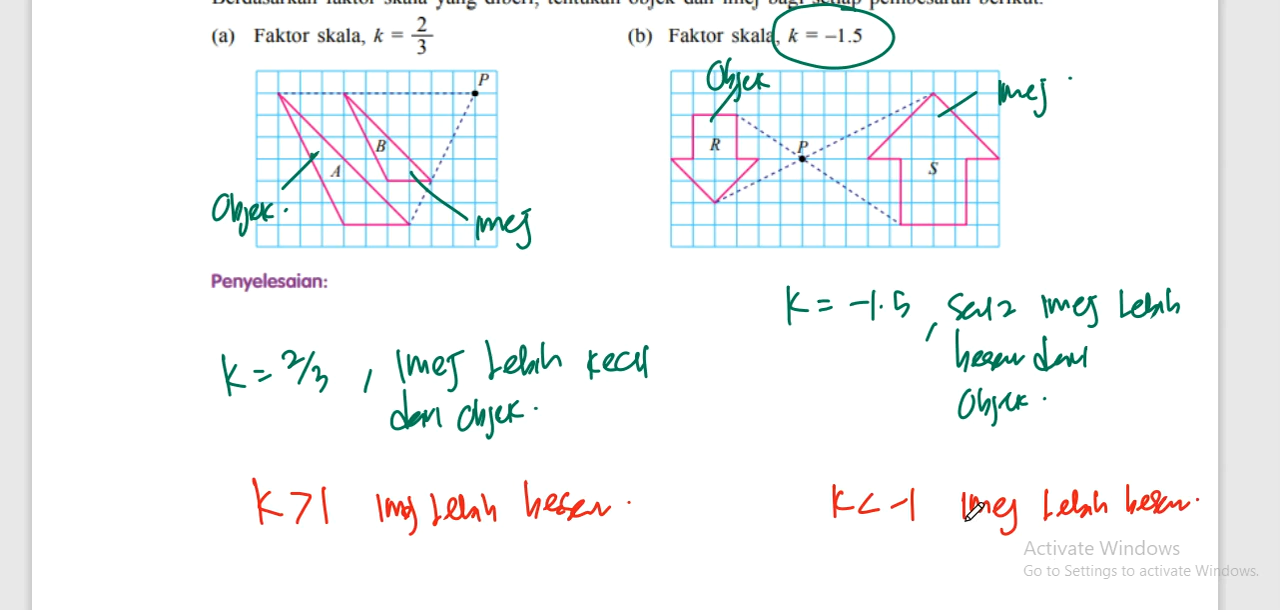 Berdasarkan faktor skala yang diberi, tentukan objek dan imej bagi setiap pembesaran berikut.
(a) Faktor skala, k = 2/3
(b) Faktor skala, k = −1.5
P
B
A
Objek.
imej
Objek
imej.
R
P
S
Penyelesaian:
k = 2/3 , Imej Lebih kecil
dari objek.
k = -1.5 , Saiz Imej Lebih
besar dari
Objek.
k > 1 Imej Lebih besar.
k < -1 Imej Lebih besar.
Activate Windows
Go to Settings to activate Windows.